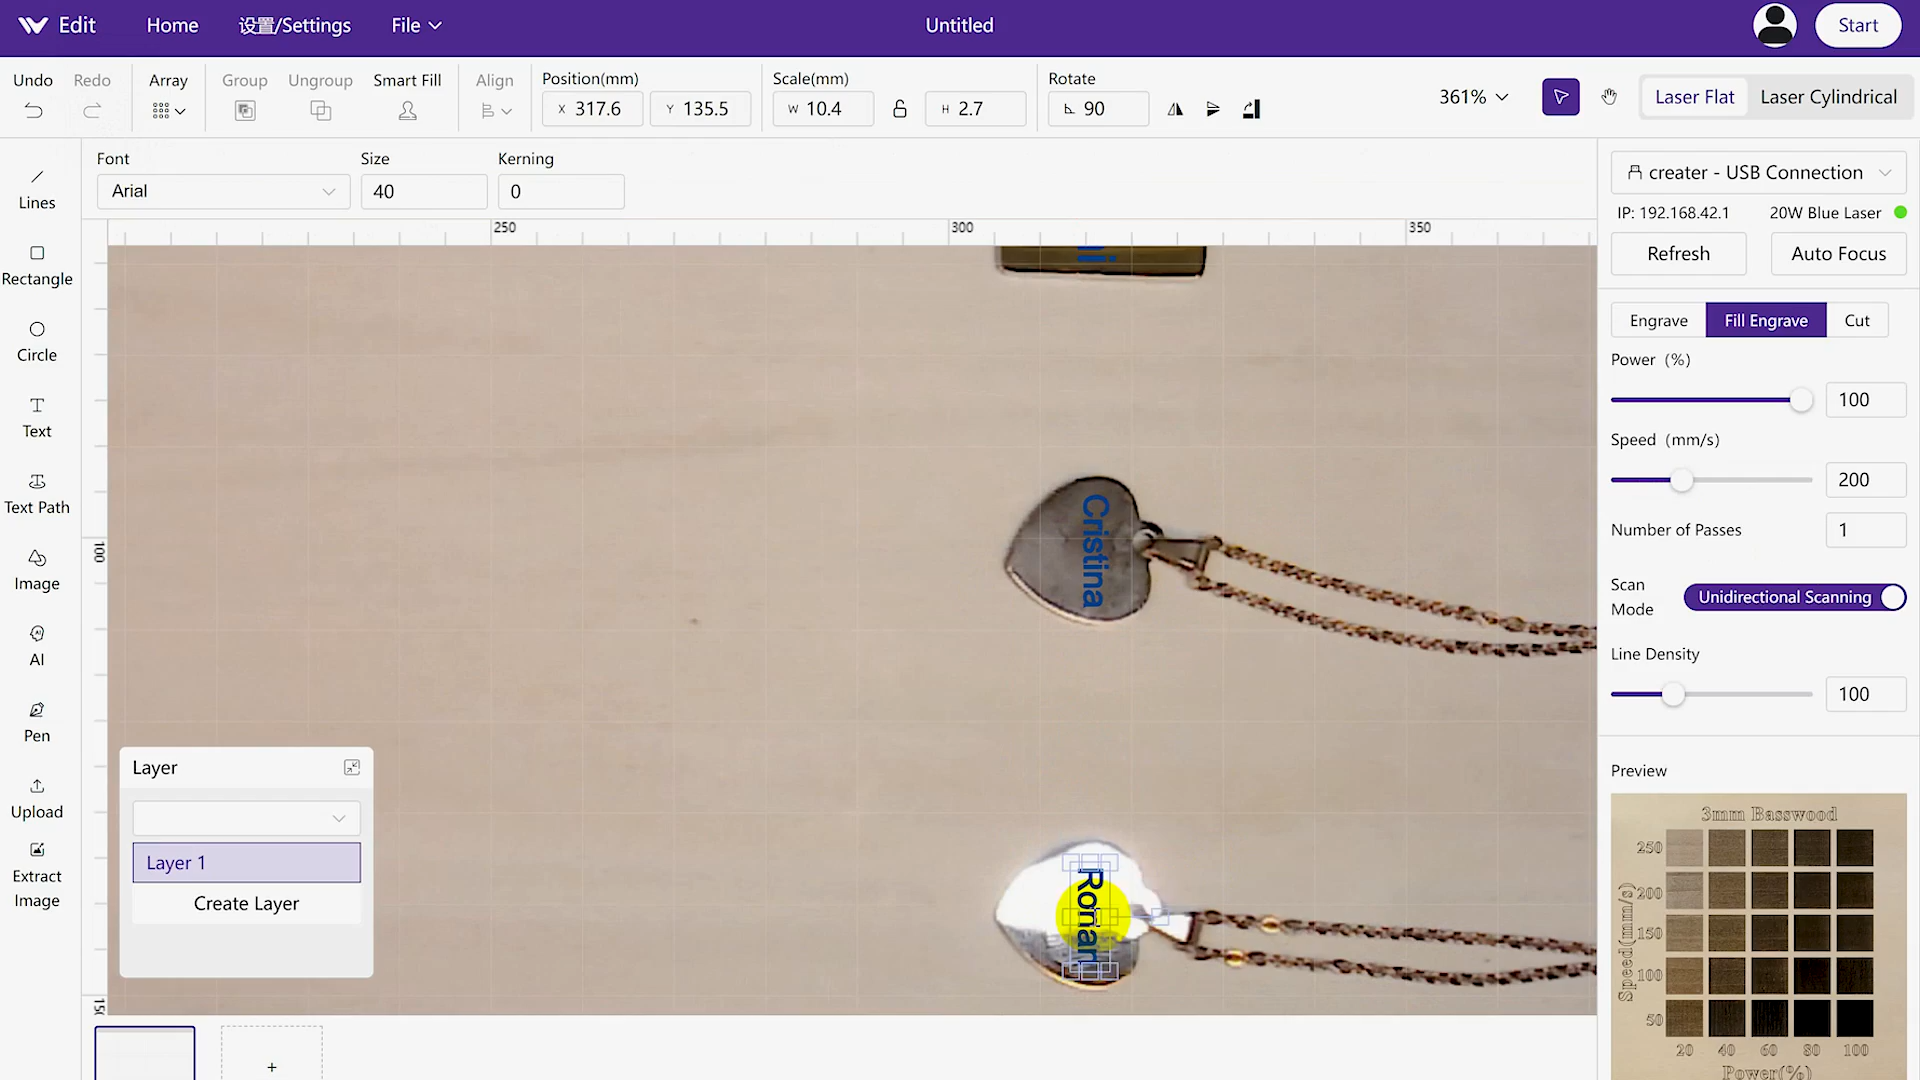 Edit
Home
设置/Settings
File
Untitled
Start
Undo
Redo
Array
Group
Ungroup
Smart Fill
Align
Position(mm)
X 317.6
Y 135.5
Scale(mm)
W 10.4
H 2.7
Rotate
90
361%
Laser Flat
Laser Cylindrical
Font
Size
Kerning
Arial
40
0
250
300
350
100
Lines
Rectangle
Circle
Text
Text Path
Image
AI
Pen
Upload
Extract
Image
Cristina
Layer
Layer 1
Create Layer
+
creater - USB Connection
IP: 192.168.42.1
20W Blue Laser
Refresh
Auto Focus
Engrave
Fill Engrave
Cut
Power (%)
100
Speed (mm/s)
200
Number of Passes
1
Scan
Mode
Unidirectional Scanning
Line Density
100
Preview
3mm Basswood
Speed(mm/s)
250
200
150
100
50
20 40 60 80 100
Power(%)